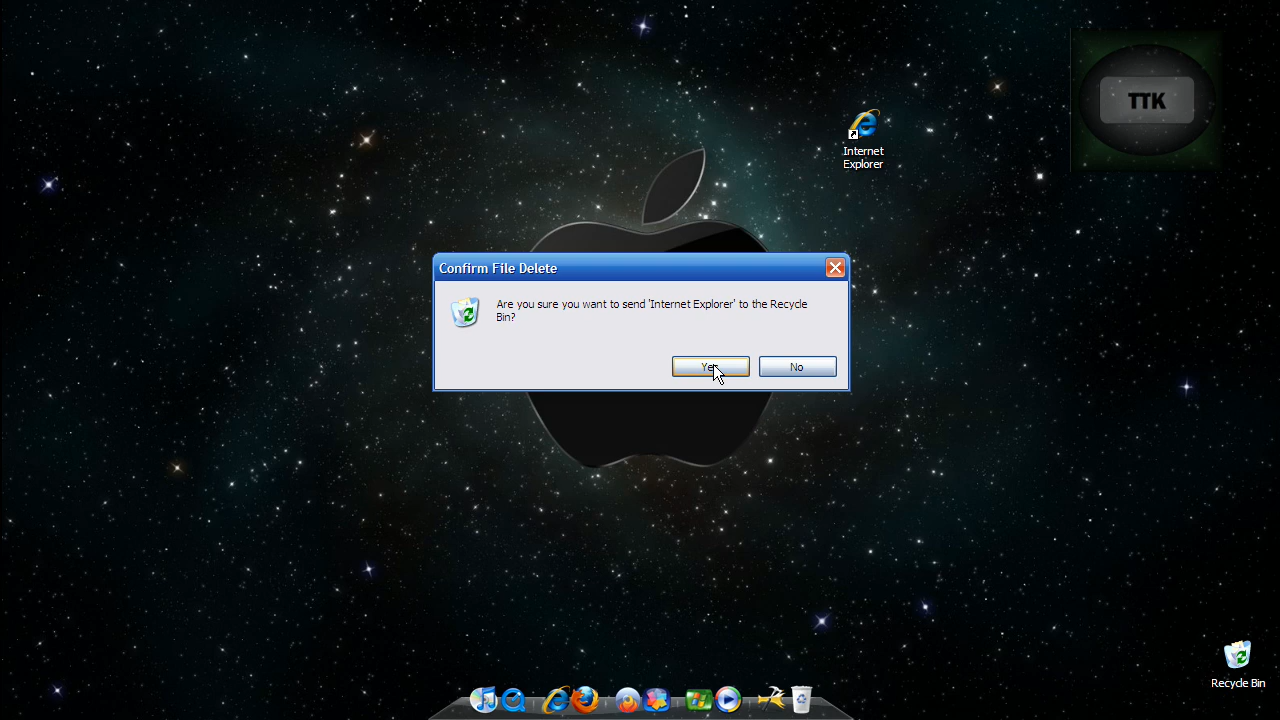 TTK
Internet
Explorer
Confirm File Delete
Are you sure you want to send 'Internet Explorer' to the Recycle
Bin?
Yes
No
Recycle Bin